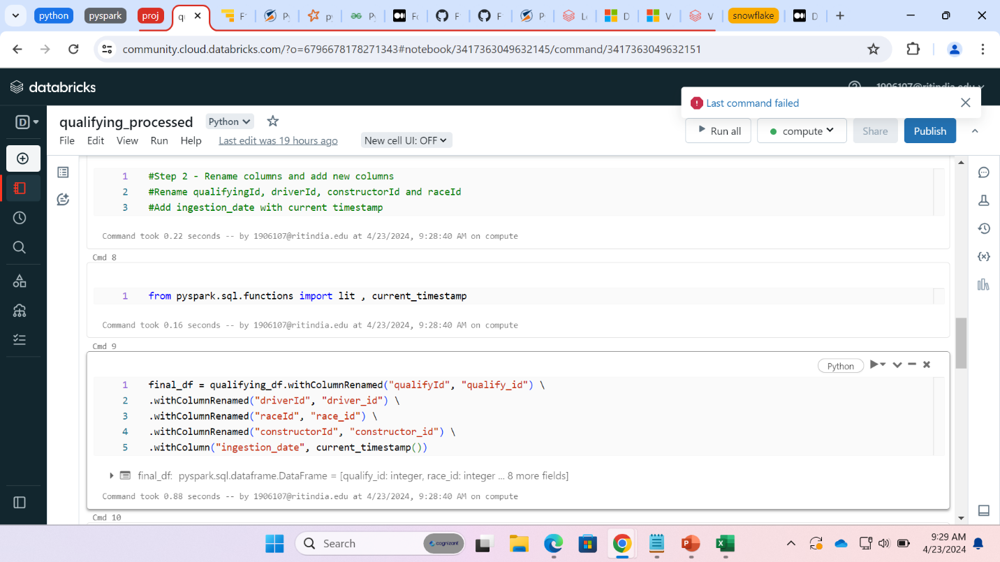 python
pyspark
proj
snowflake
community.cloud.databricks.com/?o=6796678178271343#notebook/3417363049632145/command/3417363049632151
databricks
Last command failed
D
qualifying_processed
Python
Run all
compute
Share
Publish
File Edit View Run Help
Last edit was 19 hours ago
New cell UI: OFF
1 #Step 2 - Rename columns and add new columns
2 #Rename qualifyingId, driverId, constructorId and raceId
3 #Add ingestion_date with current timestamp
Command took 0.22 seconds -- by 1906107@ritindia.edu at 4/23/2024, 9:28:40 AM on compute
Cmd 8
1 from pyspark.sql.functions import lit , current_timestamp
Command took 0.16 seconds -- by 1906107@ritindia.edu at 4/23/2024, 9:28:40 AM on compute
Cmd 9
Python
1 final_df = qualifying_df.withColumnRenamed("qualifyId", "qualify_id") \
2 .withColumnRenamed("driverId", "driver_id") \
3 .withColumnRenamed("raceId", "race_id") \
4 .withColumnRenamed("constructorId", "constructor_id") \
5 .withColumn("ingestion_date", current_timestamp())
final_df: pyspark.sql.dataframe.DataFrame = [qualify_id: integer, race_id: integer ... 8 more fields]
Command took 0.88 seconds -- by 1906107@ritindia.edu at 4/23/2024, 9:28:40 AM on compute
Cmd 10
Search
cognizant
9:29 AM
4/23/2024